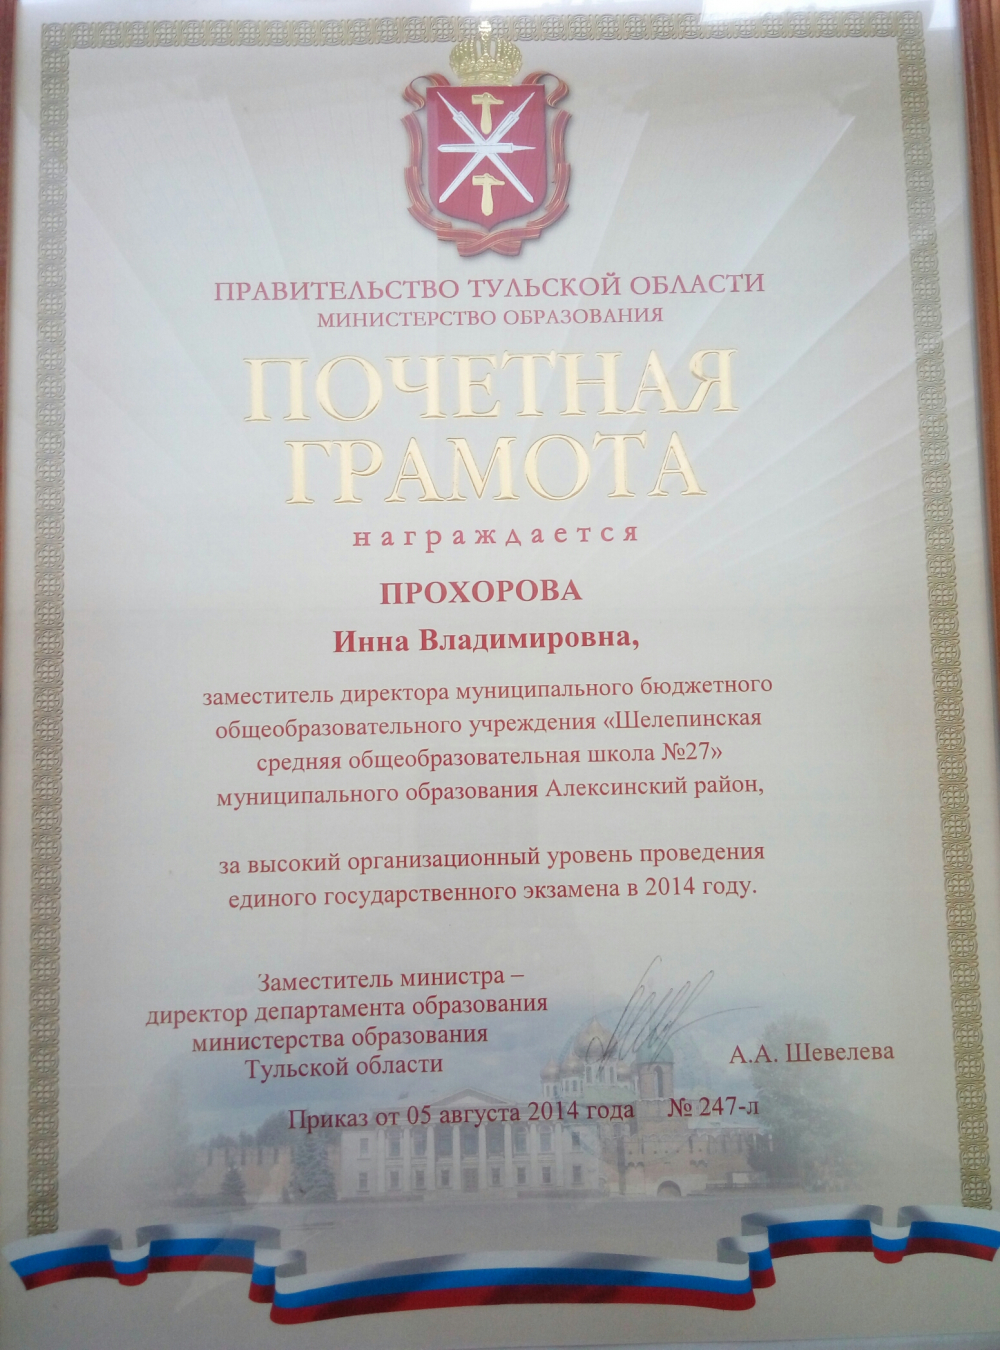 ПРАВИТЕЛЬСТВО ТУЛЬСКОЙ ОБЛАСТИ
МИНИСТЕРСТВО ОБРАЗОВАНИЯ
ПОЧЕТНАЯ
ГРАМОТА
награждается
ПРОХОРОВА
Инна Владимировна,
заместитель директора муниципального бюджетного
общеобразовательного учреждения «Шелепинская
средняя общеобразовательная школа №27»
муниципального образования Алексинский район,
за высокий организационный уровень проведения
единого государственного экзамена в 2014 году.
Заместитель министра –
директор департамента образования
министерства образования
Тульской области
А.А. Шевелева
Приказ от 05 августа 2014 года № 247-л